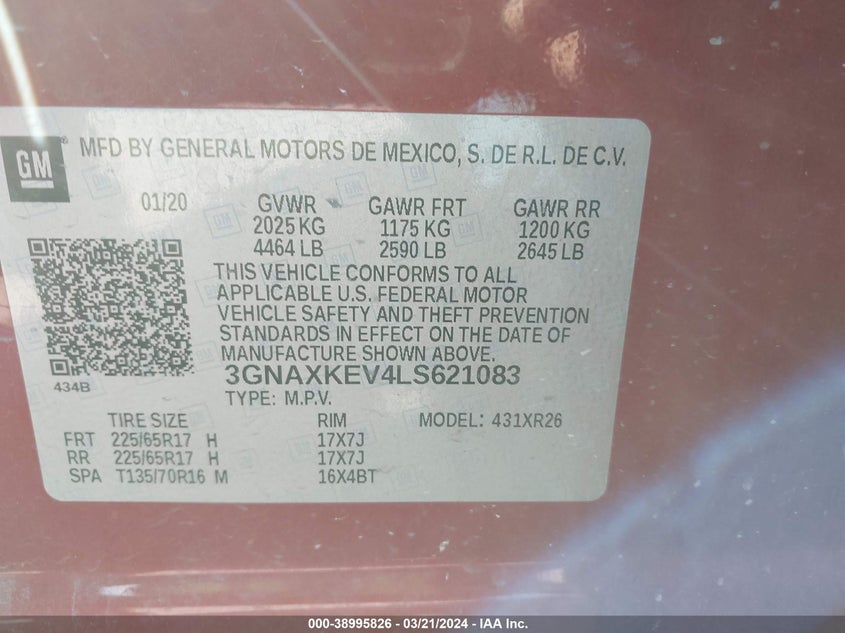 GM
MFD BY GENERAL MOTORS DE MEXICO, S. DE R.L. DE C.V.
01/20 GVWR GAWR FRT GAWR RR
2025 KG 1175 KG 1200 KG
4464 LB 2590 LB 2645 LB
THIS VEHICLE CONFORMS TO ALL
APPLICABLE U.S. FEDERAL MOTOR
VEHICLE SAFETY AND THEFT PREVENTION
STANDARDS IN EFFECT ON THE DATE OF
MANUFACTURE SHOWN ABOVE.
434B 3GNAXKEV4LS621083
TYPE: M.P.V.
TIRE SIZE RIM MODEL: 431XR26
FRT 225/65R17 H 17X7J
RR 225/65R17 H 17X7J
SPA T135/70R16 M 16X4BT
000-38995826 / 03/21/2024 — IAA Inc.